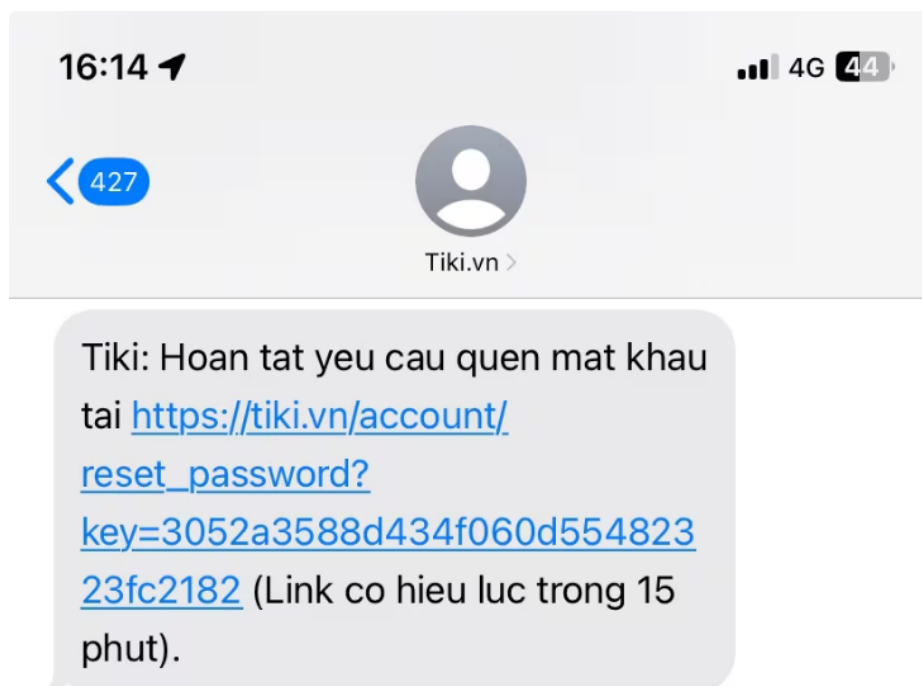 16:14
4G 44
427
Tiki.vn
Tiki: Hoan tat yeu cau quen mat khau
tai https://tiki.vn/account/
reset_password?
key=3052a3588d434f060d554823
23fc2182 (Link co hieu luc trong 15
phut).